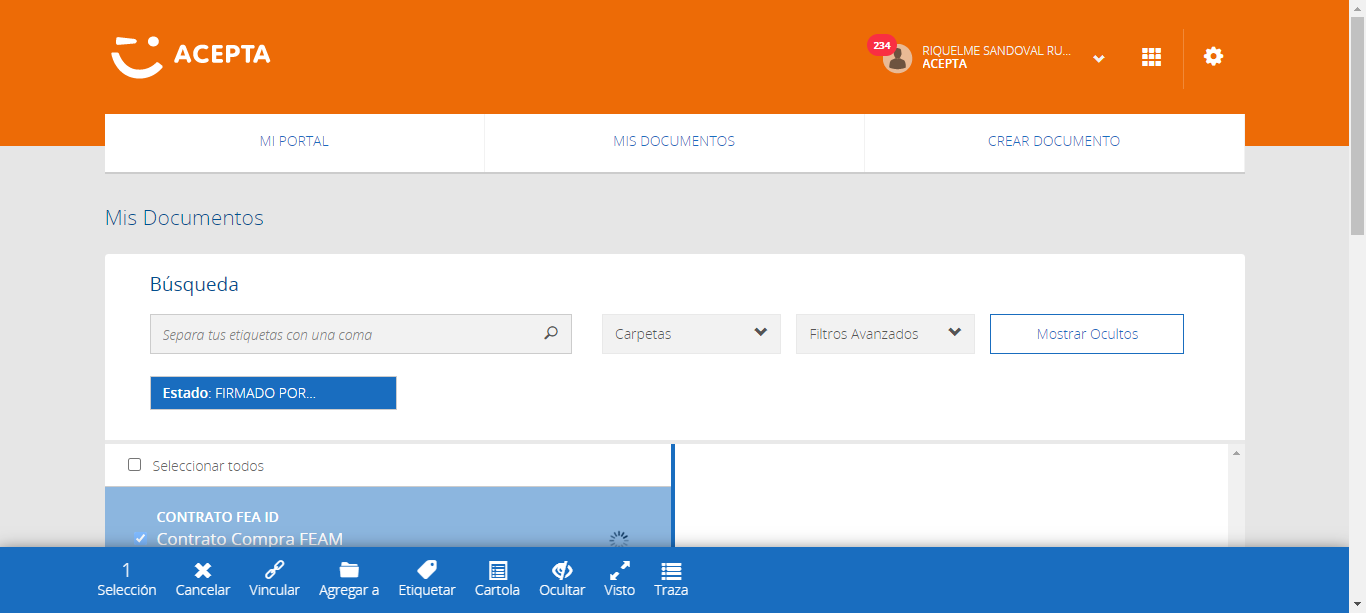 ACEPTA
234
RIQUELME SANDOVAL RU...
ACEPTA
MI PORTAL
MIS DOCUMENTOS
CREAR DOCUMENTO
Mis Documentos
Búsqueda
Separa tus etiquetas con una coma
Carpetas
Filtros Avanzados
Mostrar Ocultos
Estado: FIRMADO POR...
Seleccionar todos
CONTRATO FEA ID
Contrato Compra FEAM
1
Selección
Cancelar
Vincular
Agregar a
Etiquetar
Cartola
Ocultar
Visto
Traza